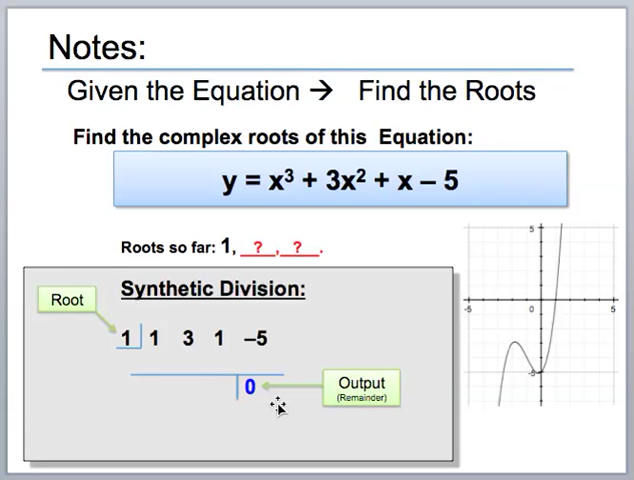 Notes:
Given the Equation → Find the Roots
Find the complex roots of this Equation:
y = x³ + 3x² + x – 5
Roots so far: 1, _?_, _?_.
Synthetic Division:
Root
1 1 3 1 –5
0
Output
(Remainder)
5
-5 0 5
-5